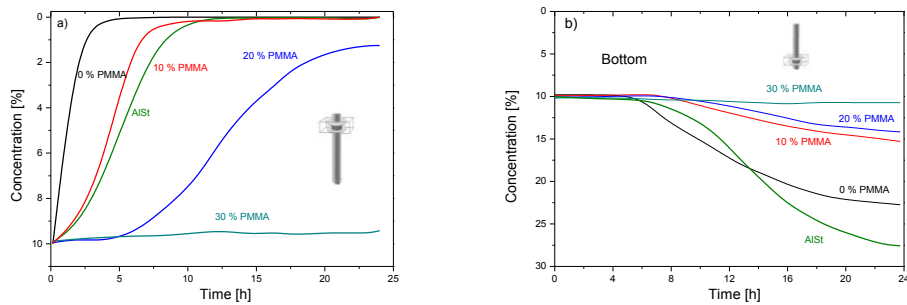 a)
0
2
4
6
8
10
Concentration [%]
0 % PMMA
10 % PMMA
AlSt
20 % PMMA
30 % PMMA
0 5 10 15 20 25
Time [h]
b)
Bottom
0
5
10
15
20
25
30
Concentration [%]
30 % PMMA
20 % PMMA
10 % PMMA
0 % PMMA
AlSt
0 4 8 12 16 20 24
Time [h]